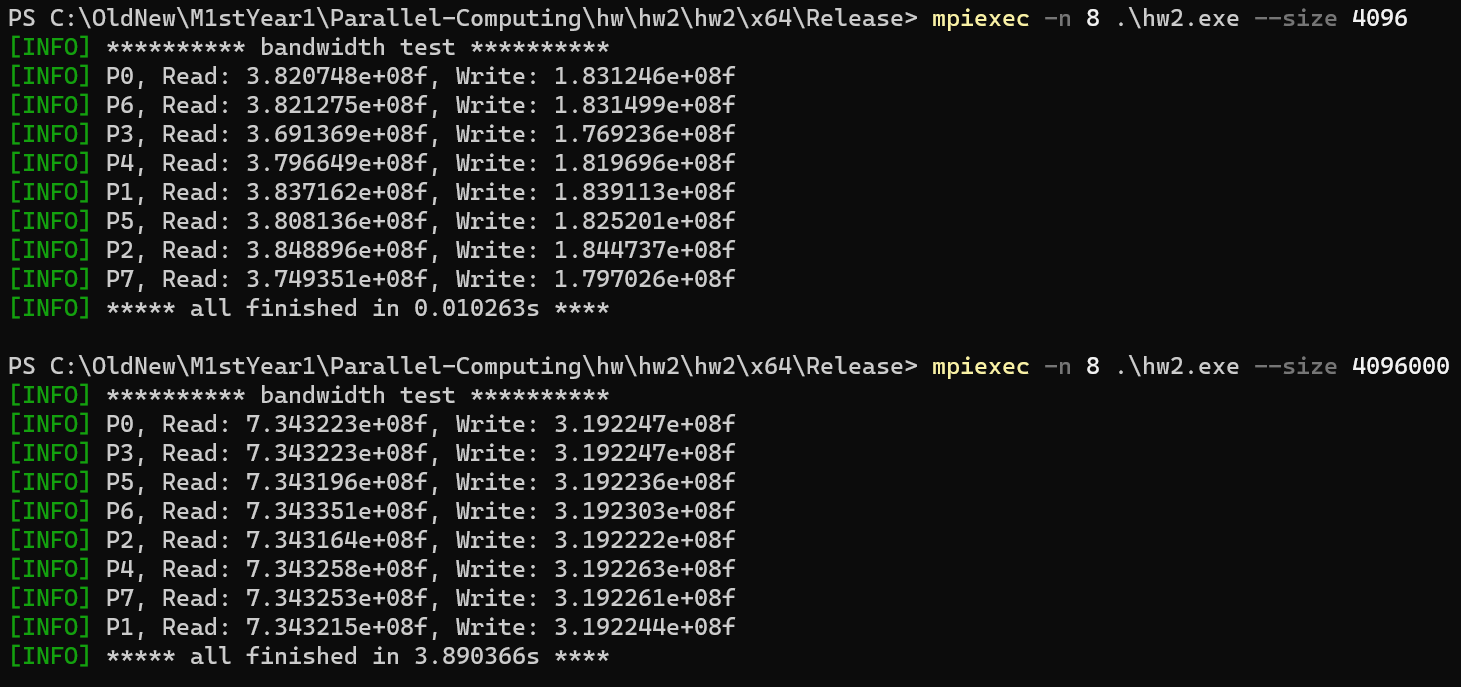 PS C:\OldNew\M1stYear1\Parallel-Computing\hw\hw2\hw2\x64\Release> mpiexec -n 8 .\hw2.exe --size 4096
[INFO] ********** bandwidth test **********
[INFO] P0, Read: 3.820748e+08f, Write: 1.831246e+08f
[INFO] P6, Read: 3.821275e+08f, Write: 1.831499e+08f
[INFO] P3, Read: 3.691369e+08f, Write: 1.769236e+08f
[INFO] P4, Read: 3.796649e+08f, Write: 1.819696e+08f
[INFO] P1, Read: 3.837162e+08f, Write: 1.839113e+08f
[INFO] P5, Read: 3.808136e+08f, Write: 1.825201e+08f
[INFO] P2, Read: 3.848896e+08f, Write: 1.844737e+08f
[INFO] P7, Read: 3.749351e+08f, Write: 1.797026e+08f
[INFO] ***** all finished in 0.010263s ****
PS C:\OldNew\M1stYear1\Parallel-Computing\hw\hw2\hw2\x64\Release> mpiexec -n 8 .\hw2.exe --size 4096000
[INFO] ********** bandwidth test **********
[INFO] P0, Read: 7.343223e+08f, Write: 3.192247e+08f
[INFO] P3, Read: 7.343223e+08f, Write: 3.192247e+08f
[INFO] P5, Read: 7.343196e+08f, Write: 3.192236e+08f
[INFO] P6, Read: 7.343351e+08f, Write: 3.192303e+08f
[INFO] P2, Read: 7.343164e+08f, Write: 3.192222e+08f
[INFO] P4, Read: 7.343258e+08f, Write: 3.192263e+08f
[INFO] P7, Read: 7.343253e+08f, Write: 3.192261e+08f
[INFO] P1, Read: 7.343215e+08f, Write: 3.192244e+08f
[INFO] ***** all finished in 3.890366s ****